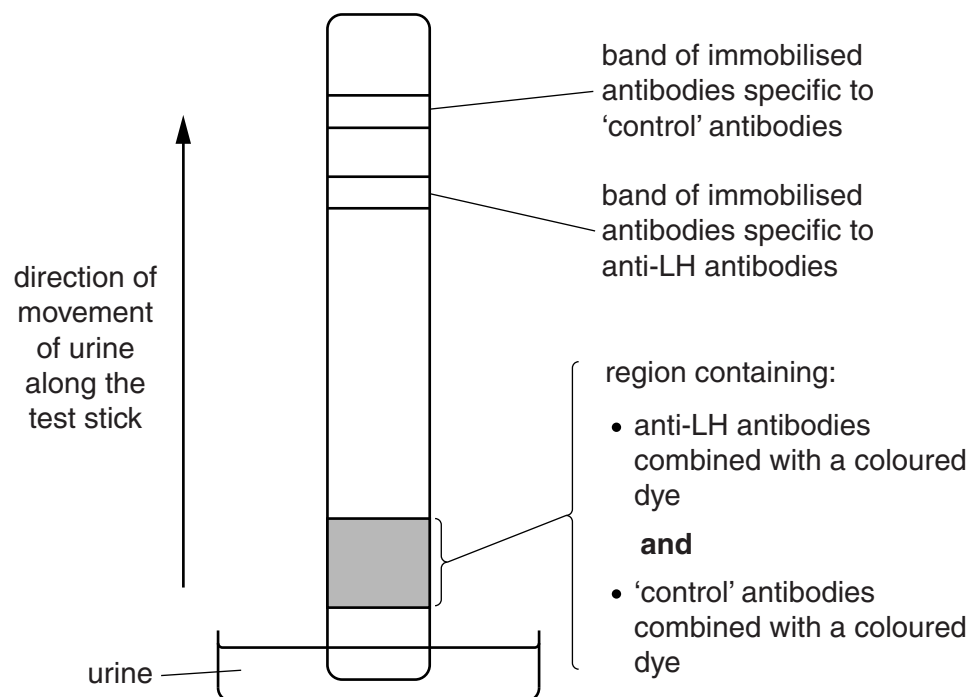 band of immobilised
antibodies specific to
‘control’ antibodies
band of immobilised
antibodies specific to
anti-LH antibodies
direction of
movement
of urine
along the
test stick
region containing:
• anti-LH antibodies
combined with a coloured
dye
and
• ‘control’ antibodies
combined with a coloured
dye
urine